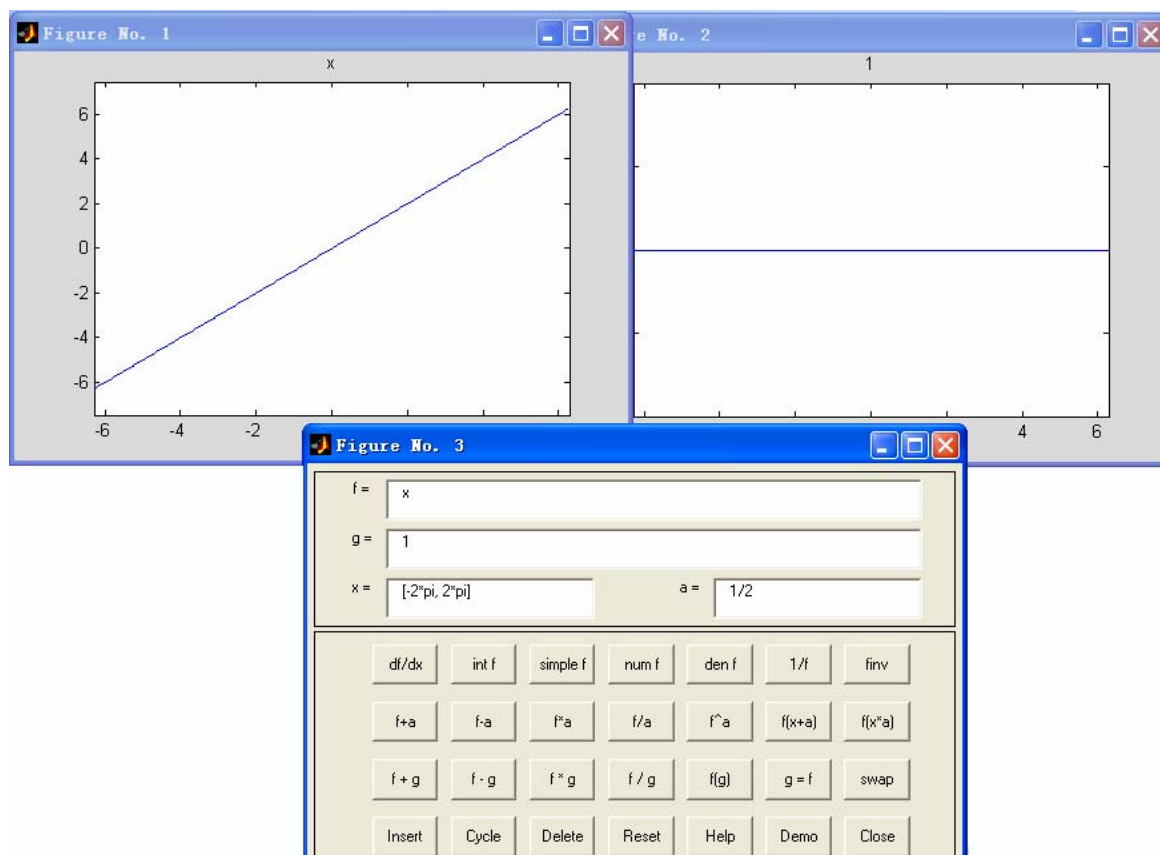 Figure No. 1
x
6
4
2
0
-2
-4
-6
-6 -4 -2
e No. 2
1
4 6
Figure No. 3
f = x
g = 1
x = [-2*pi, 2*pi] a = 1/2
df/dx int f simple f num f den f 1/f finv
f+a f-a f*a f/a f^a f(x+a) f(x*a)
f + g f - g f * g f / g f(g) g = f swap
Insert Cycle Delete Reset Help Demo Close